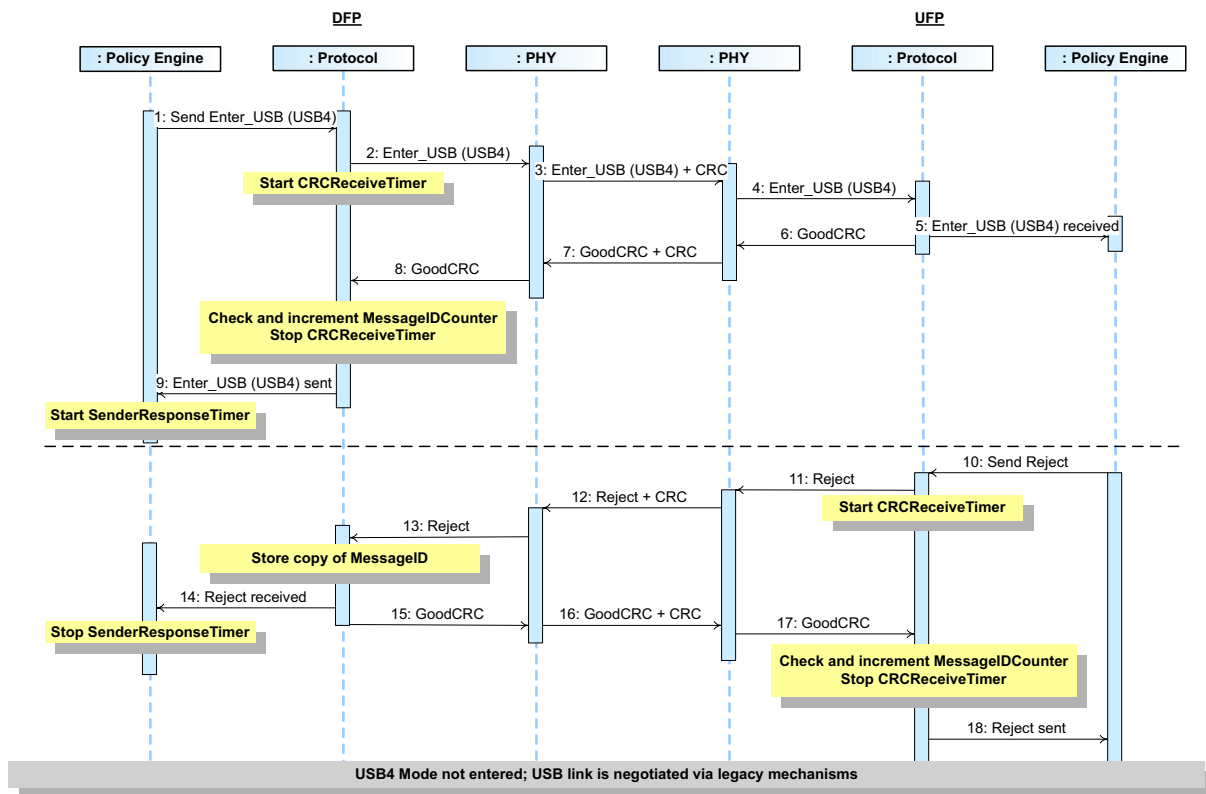 DFP
UFP
: Policy Engine
: Protocol
: PHY
: PHY
: Protocol
: Policy Engine
1: Send Enter_USB (USB4)
2: Enter_USB (USB4)
Start CRCReceiveTimer
3: Enter_USB (USB4) + CRC
4: Enter_USB (USB4)
5: Enter_USB (USB4) received
6: GoodCRC
7: GoodCRC + CRC
8: GoodCRC
Check and increment MessageIDCounter
Stop CRCReceiveTimer
9: Enter_USB (USB4) sent
Start SenderResponseTimer
10: Send Reject
11: Reject
Start CRCReceiveTimer
12: Reject + CRC
13: Reject
Store copy of MessageID
14: Reject received
Stop SenderResponseTimer
15: GoodCRC
16: GoodCRC + CRC
17: GoodCRC
Check and increment MessageIDCounter
Stop CRCReceiveTimer
18: Reject sent
USB4 Mode not entered; USB link is negotiated via legacy mechanisms